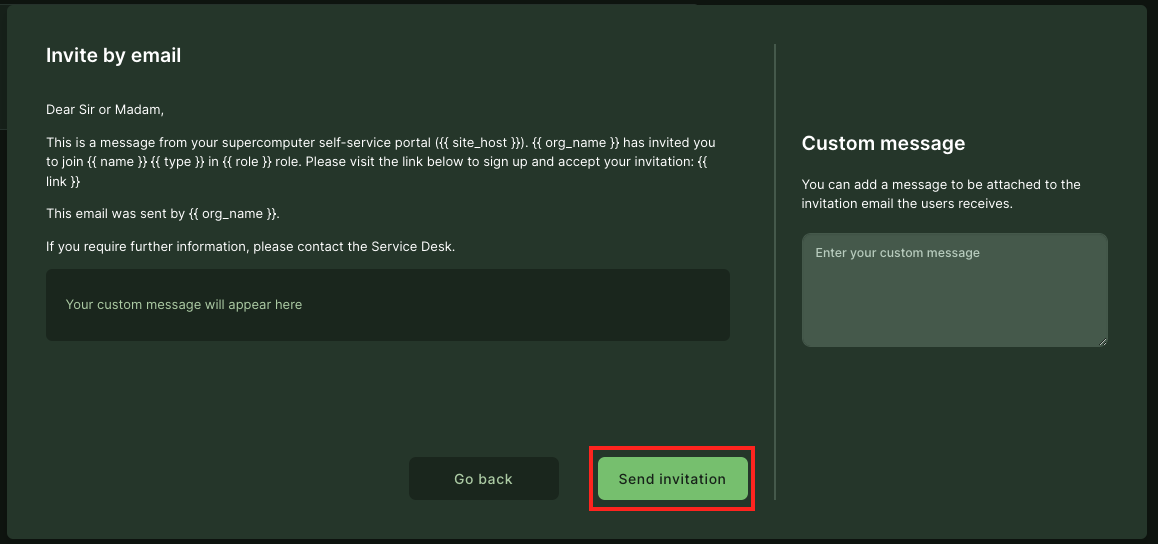 Invite by email
Dear Sir or Madam,
This is a message from your supercomputer self-service portal ({{ site_host }}). {{ org_name }} has invited you
to join {{ name }} {{ type }} in {{ role }} role. Please visit the link below to sign up and accept your invitation: {{
link }}
This email was sent by {{ org_name }}.
If you require further information, please contact the Service Desk.
Your custom message will appear here
Go back
Send invitation
Custom message
You can add a message to be attached to the
invitation email the users receives.
Enter your custom message